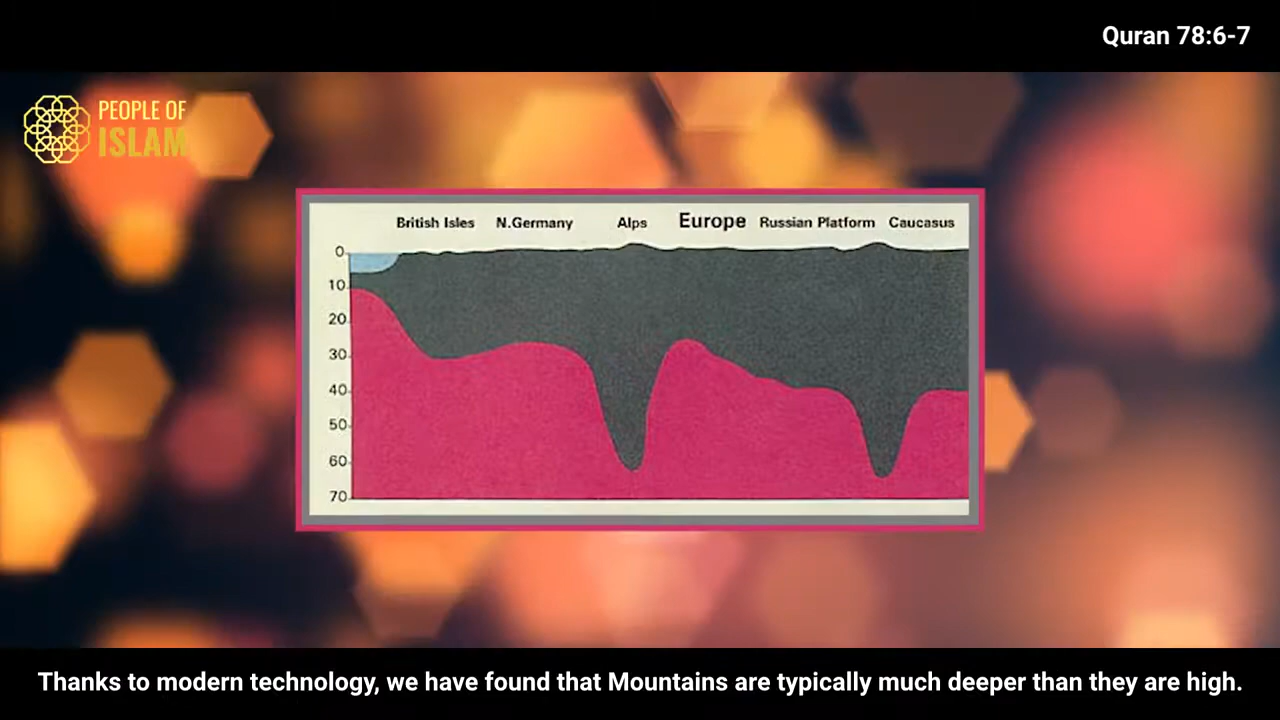 Quran 78:6-7
PEOPLE OF
ISLAM
British Isles N.Germany Alps Europe Russian Platform Caucasus
0
10
20
30
40
50
60
70
Thanks to modern technology, we have found that Mountains are typically much deeper than they are high.